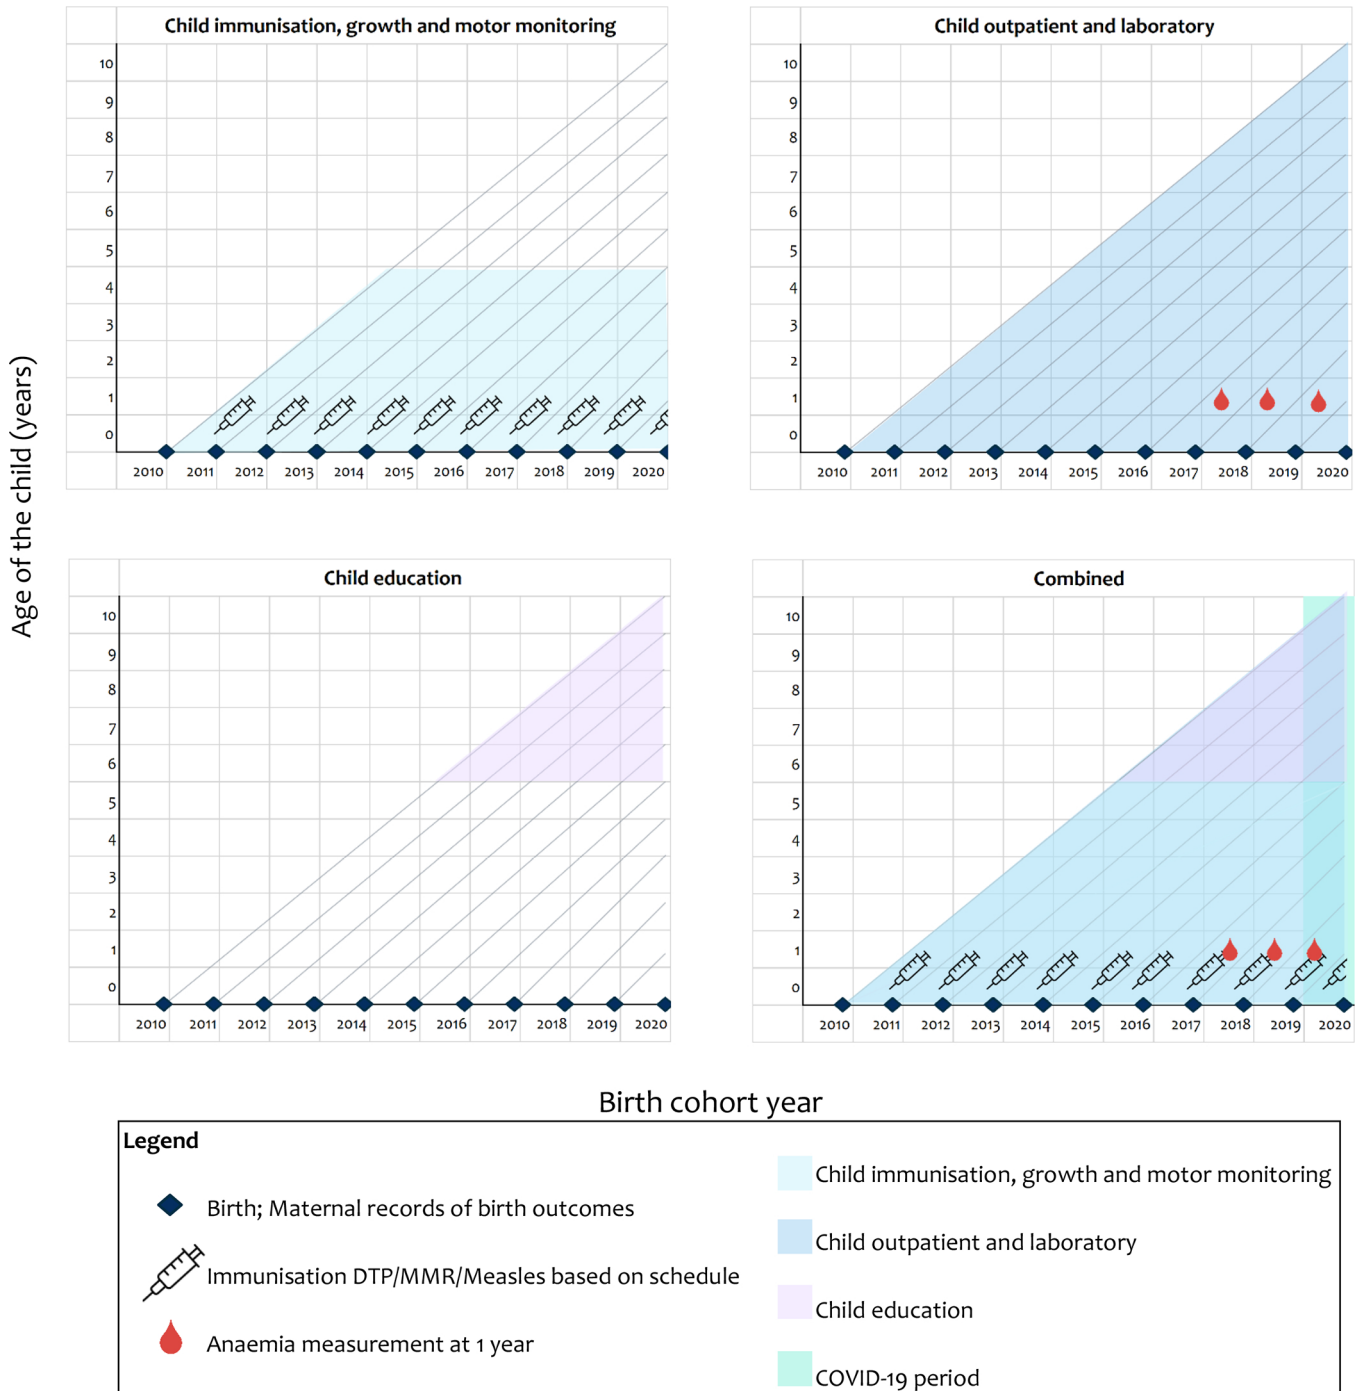 Child immunisation, growth and motor monitoring
10
9
8
7
6
5
4
3
2
1
0
2010 2011 2012 2013 2014 2015 2016 2017 2018 2019 2020
Child outpatient and laboratory
10
9
8
7
6
5
4
3
2
1
0
2010 2011 2012 2013 2014 2015 2016 2017 2018 2019 2020
Age of the child (years)
Child education
10
9
8
7
6
5
4
3
2
1
0
2010 2011 2012 2013 2014 2015 2016 2017 2018 2019 2020
Combined
10
9
8
7
6
5
4
3
2
1
0
2010 2011 2012 2013 2014 2015 2016 2017 2018 2019 2020
Birth cohort year
Legend
Birth; Maternal records of birth outcomes
Immunisation DTP/MMR/Measles based on schedule
Anaemia measurement at 1 year
Child immunisation, growth and motor monitoring
Child outpatient and laboratory
Child education
COVID-19 period